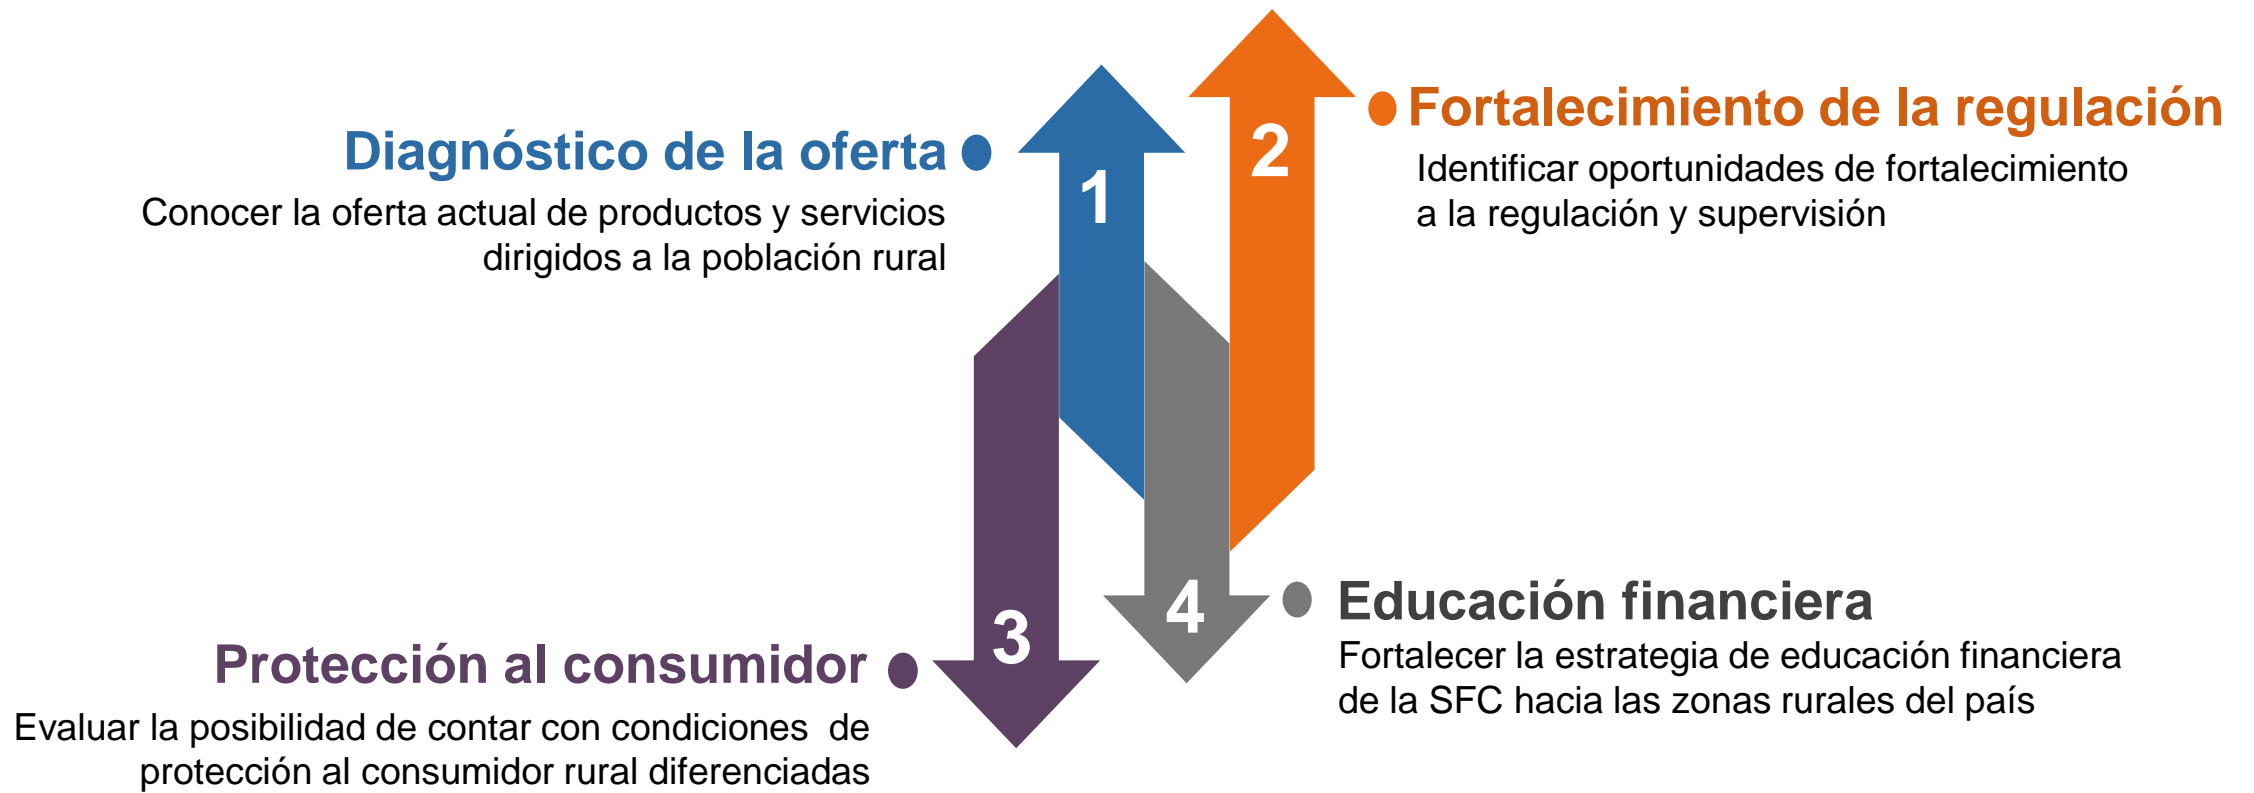 Diagnóstico de la oferta
Conocer la oferta actual de productos y servicios
dirigidos a la población rural
1
2
Fortalecimiento de la regulación
Identificar oportunidades de fortalecimiento
a la regulación y supervisión
3
Protección al consumidor
Evaluar la posibilidad de contar con condiciones  de
protección al consumidor rural diferenciadas
4
Educación financiera
Fortalecer la estrategia de educación financiera
de la SFC hacia las zonas rurales del país